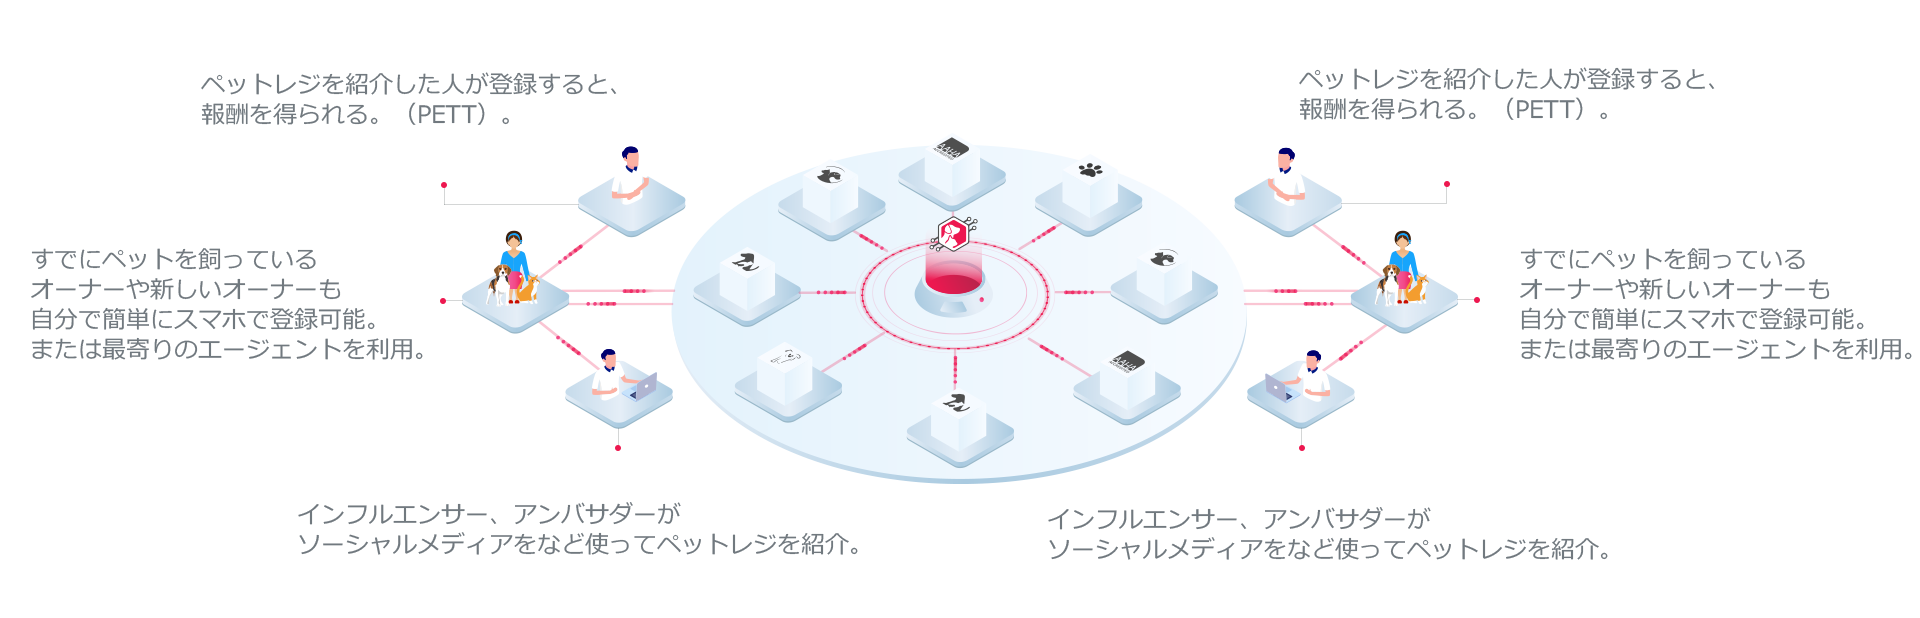 ペットレジを紹介した人が登録すると、
報酬を得られる。（PETT）。
ペットレジを紹介した人が登録すると、
報酬を得られる。（PETT）。
すでにペットを飼っている
オーナーや新しいオーナーも
自分で簡単にスマホで登録可能。
または最寄りのエージェントを利用。
すでにペットを飼っている
オーナーや新しいオーナーも
自分で簡単にスマホで登録可能。
または最寄りのエージェントを利用。
AAHA
AAHA
インフルエンサー、アンバサダーが
ソーシャルメディアをなど使ってペットレジを紹介。
インフルエンサー、アンバサダーが
ソーシャルメディアをなど使ってペットレジを紹介。